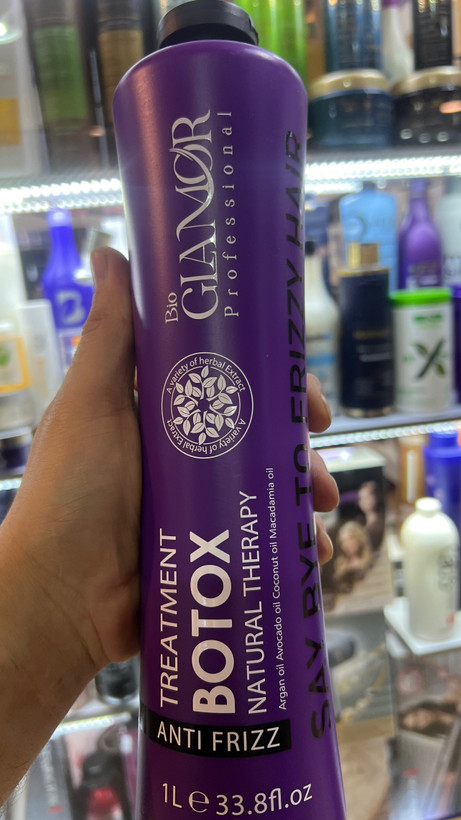 Bio
GLAMOR
Professional
A variety of herbal Extract
A variety of herbal Extract
TREATMENT
BOTOX
NATURAL THERAPY
Argan oil Avocado oil Coconut oil Macadamia oil
ANTI FRIZZ
1L ℮ 33.8fl.oz
SAY BYE TO FRIZZY HAIR